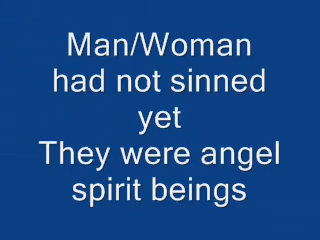 Man/Woman
had not sinned
yet
They were angel
spirit beings